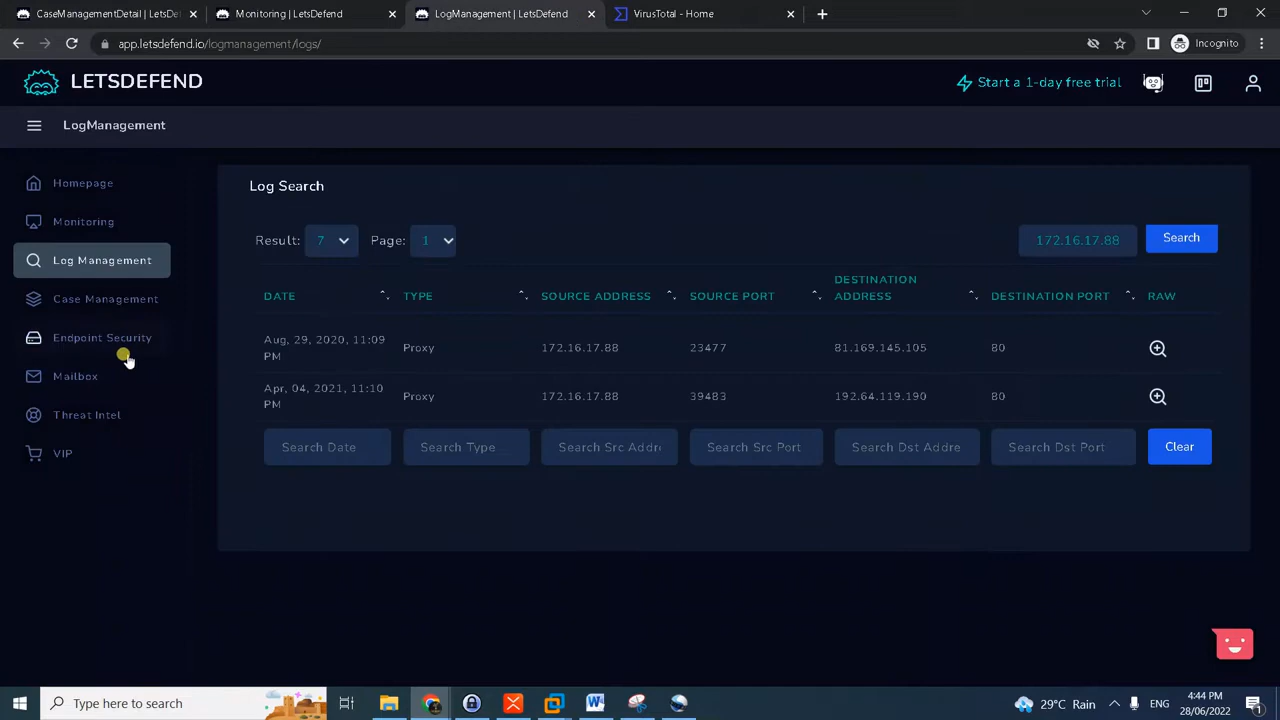 CaseManagementDetail | LetsDe
Monitoring | LetsDefend
LogManagement | LetsDefend
VirusTotal - Home
app.letsdefend.io/logmanagement/logs/
Incognito
LETSDEFEND
Start a 1-day free trial
LogManagement
Homepage
Monitoring
Log Management
Case Management
Endpoint Security
Mailbox
Threat Intel
VIP
Log Search
Result: 7 Page: 1 172.16.17.88 Search
DATE TYPE SOURCE ADDRESS SOURCE PORT DESTINATION ADDRESS DESTINATION PORT RAW
Aug, 29, 2020, 11:09 PM Proxy 172.16.17.88 23477 81.169.145.105 80
Apr, 04, 2021, 11:10 PM Proxy 172.16.17.88 39483 192.64.119.190 80
Search Date Search Type Search Src Addr Search Src Port Search Dst Addre Search Dst Port Clear
Type here to search
29°C Rain
ENG
4:44 PM
28/06/2022
1